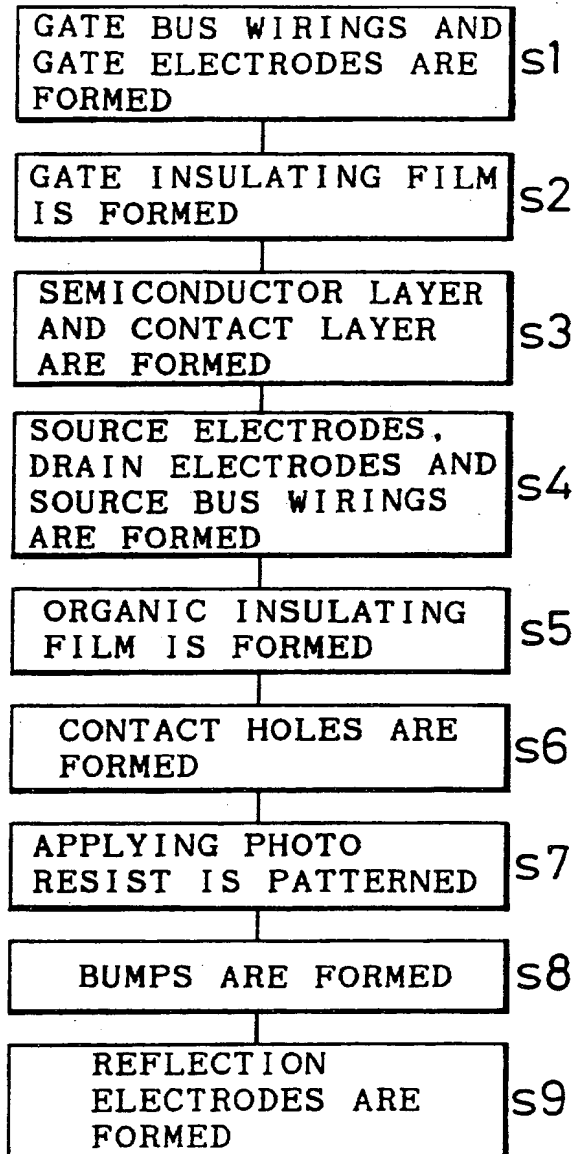 GATE BUS WIRINGS AND
GATE ELECTRODES ARE
FORMED
S1
GATE INSULATING FILM
IS FORMED
S2
SEMICONDUCTOR LAYER
AND CONTACT LAYER
ARE FORMED
S3
SOURCE ELECTRODES,
DRAIN ELECTRODES AND
SOURCE BUS WIRINGS
ARE FORMED
S4
ORGANIC INSULATING
FILM IS FORMED
S5
CONTACT HOLES ARE
FORMED
S6
APPLYING PHOTO
RESIST IS PATTERNED
S7
BUMPS ARE FORMED
S8
REFLECTION
ELECTRODES ARE
FORMED
S9